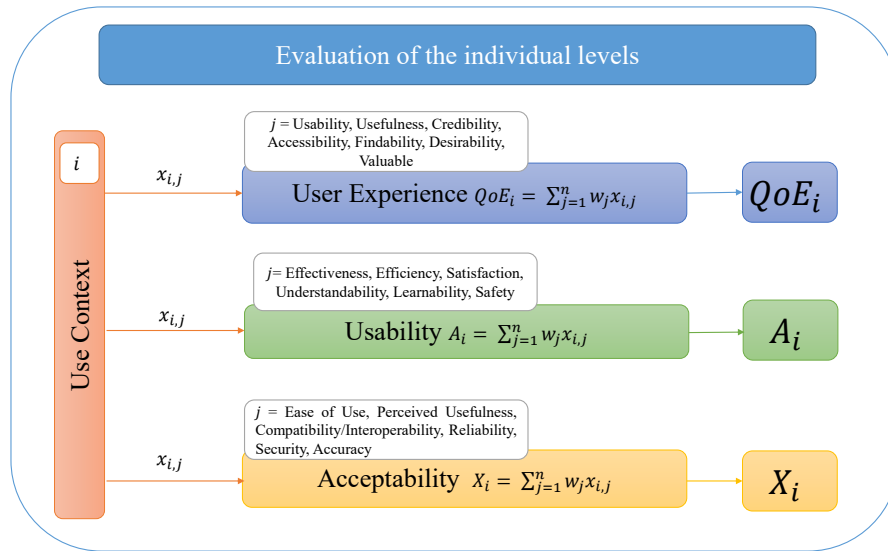 Evaluation of the individual levels
j = Usability, Usefulness, Credibility,
Accessibility, Findability, Desirability,
Valuable
i
x_{i,j}
User Experience QoE_i = ∑_{j=1}^{n} w_j x_{i,j}
QoE_i
j= Effectiveness, Efficiency, Satisfaction,
Understandability, Learnability, Safety
Use Context
x_{i,j}
Usability A_i = ∑_{j=1}^{n} w_j x_{i,j}
A_i
j = Ease of Use, Perceived Usefulness,
Compatibility/Interoperability, Reliability,
Security, Accuracy
x_{i,j}
Acceptability X_i = ∑_{j=1}^{n} w_j x_{i,j}
X_i